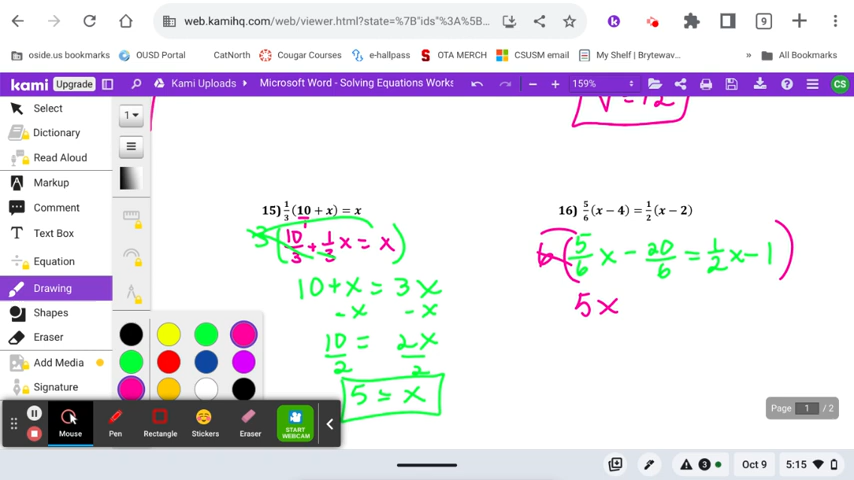 web.kamihq.com/web/viewer.html?state=%7B"ids"%3A%5B...
9
oside.us bookmarks OUSD Portal CatNorth Cougar Courses e-hallpass OTA MERCH CSUSM email My Shelf | Brytewav... » All Bookmarks
kami Upgrade Kami Uploads > Microsoft Word - Solving Equations Works 159% CS
Select
Dictionary
Read Aloud
Markup
Comment
Text Box
Equation
Drawing
Shapes
Eraser
Add Media
Signature
1
V = 12
15) 1/3(10 + x) = x
3(10/3 + 1/3x = x)
10 + x = 3x
-x -x
10/2 = 2x/2
5 = x
16) 5/6(x − 4) = 1/2(x − 2)
6(5/6x - 20/6 = 1/2x - 1)
5x
Page 1 / 2
Mouse
Pen
Rectangle
Stickers
Eraser
START
WEBCAM
3 Oct 9 5:15